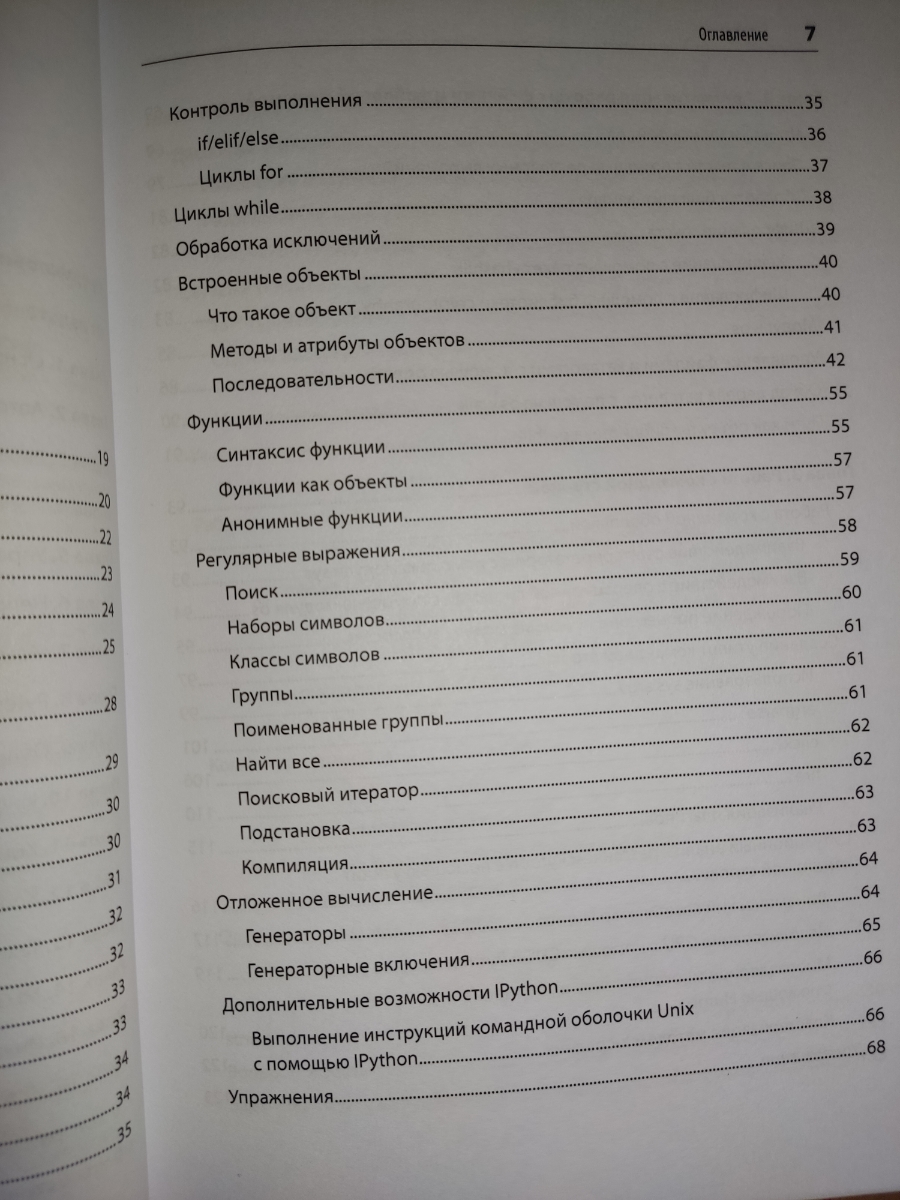 Оглавление 7
Контроль выполнения 35
if/elif/else 36
Циклы for 37
Циклы while 38
Обработка исключений 39
Встроенные объекты 40
Что такое объект 40
Методы и атрибуты объектов 41
Последовательности 42
Функции 55
Синтаксис функции 55
Функции как объекты 57
Анонимные функции 57
Регулярные выражения 58
Поиск 59
Наборы символов 60
Классы символов 61
Группы 61
Поименованные группы 61
Найти все 62
Поисковый итератор 62
Подстановка 63
Компиляция 63
Отложенное вычисление 64
Генераторы 64
Генераторные включения 65
Дополнительные возможности IPython 66
Выполнение инструкций командной оболочки Unix
с помощью IPython 66
Упражнения 68
19
20
22
23
24
25
28
29
30
30
31
32
32
33
33
34
34
35